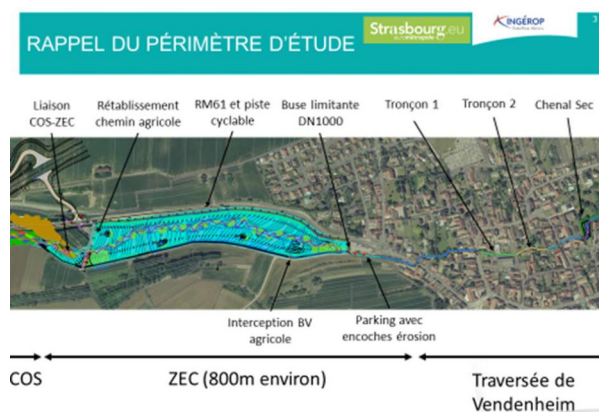 RAPPEL DU PÉRIMÈTRE D'ÉTUDE
Strasbourg.eu
eurométropole
INGÉROP
3
Liaison
COS-ZEC
Rétablissement
chemin agricole
RM61 et piste
cyclable
Buse limitante
DN1000
Tronçon 1
Tronçon 2
Chenal Sec
Interception BV
agricole
Parking avec
encoches érosion
COS
ZEC (800m environ)
Traversée de
Vendenheim